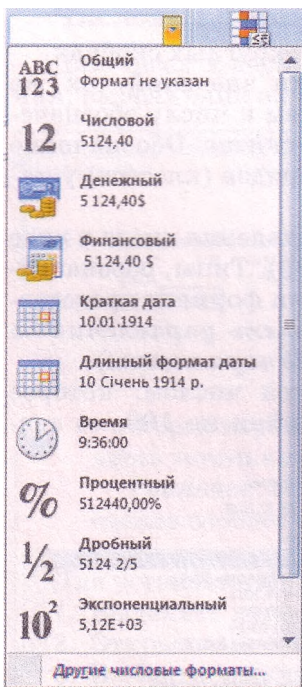 ABC
123
Общий
Формат не указан
12
Числовой
5124,40
Денежный
5 124,40$
Финансовый
5 124,40 $
Краткая дата
10.01.1914
Длинный формат даты
10 Січень 1914 р.
Время
9:36:00
%
Процентный
512440,00%
1/2
Дробный
5124 2/5
10²
Экспоненциальный
5,12E+03
Другие числовые форматы...